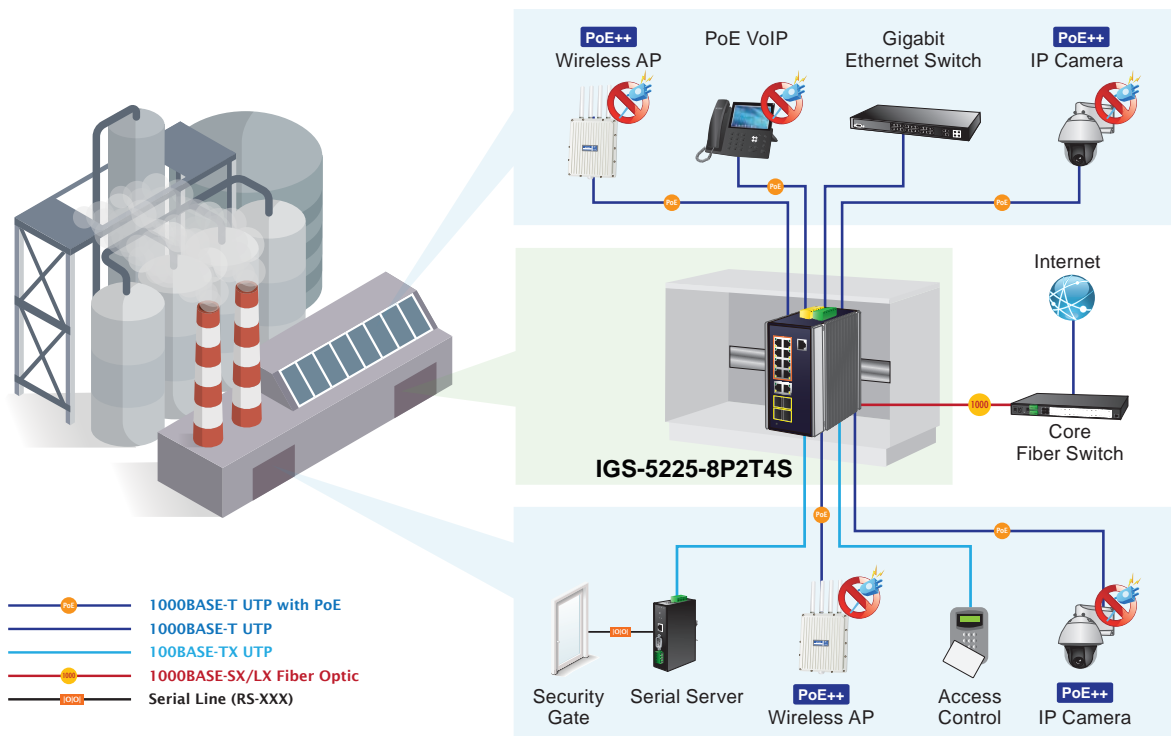 PoE++
Wireless AP
PoE VoIP
Gigabit
Ethernet Switch
PoE++
IP Camera
PoE
PoE
PoE
Internet
1000
Core
Fiber Switch
IGS-5225-8P2T4S
PoE
PoE
|O|O|
Security
Gate
Serial Server
PoE++
Wireless AP
Access
Control
PoE++
IP Camera
PoE
1000BASE-T UTP with PoE
1000BASE-T UTP
100BASE-TX UTP
1000
1000BASE-SX/LX Fiber Optic
|O|O|
Serial Line (RS-XXX)